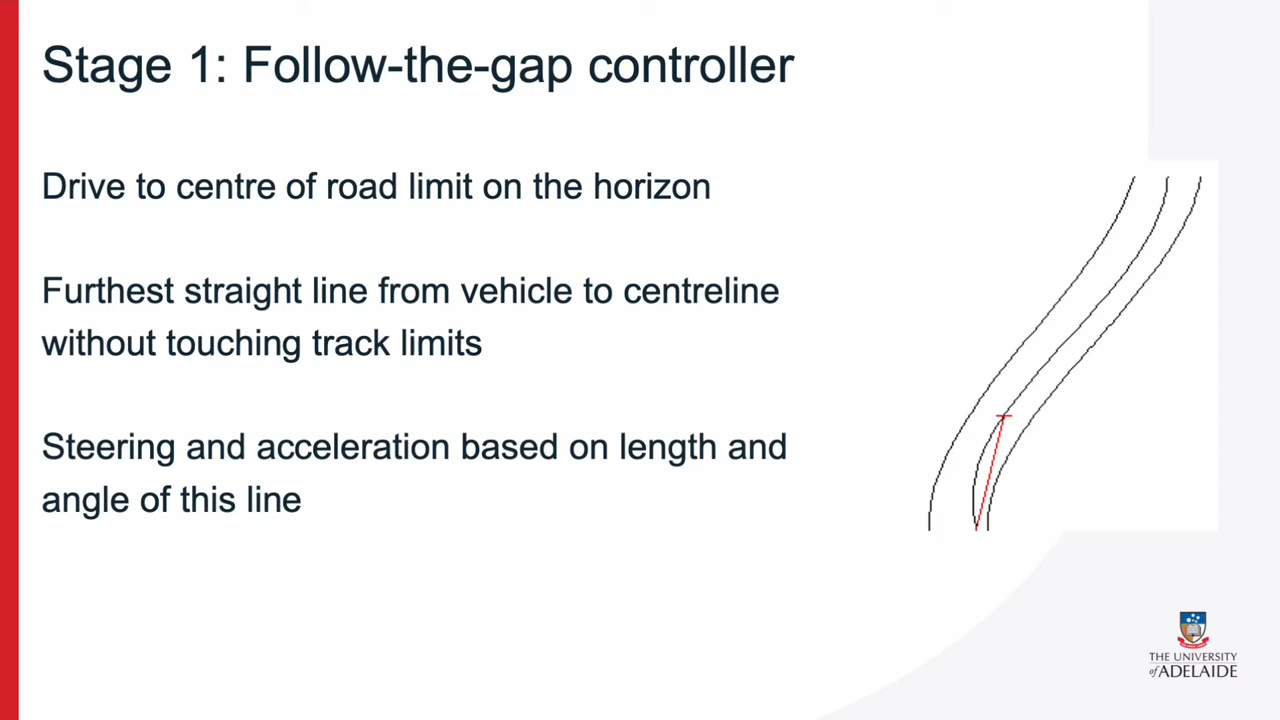 Stage 1: Follow-the-gap controller
Drive to centre of road limit on the horizon
Furthest straight line from vehicle to centreline
without touching track limits
Steering and acceleration based on length and
angle of this line
THE UNIVERSITY
of ADELAIDE